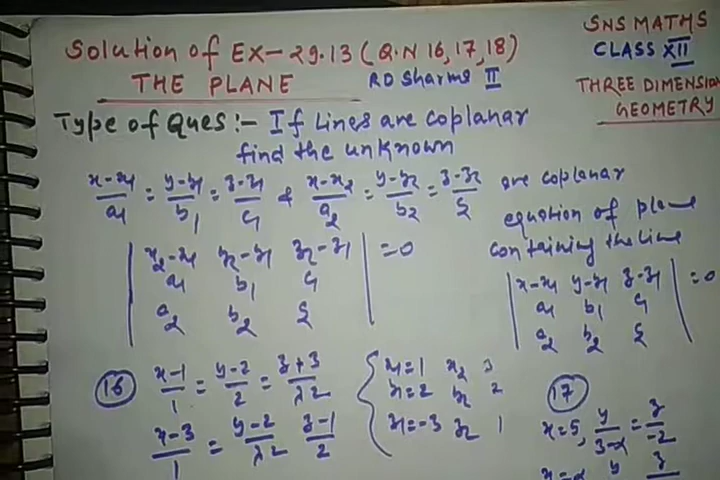 Solution of EX-29.13 (Q.N 16, 17, 18)
THE PLANE RD Sharma II
SNS MATHS
CLASS XII
THREE DIMENSION
GEOMETRY
Type of Ques:- If Lines are coplanar
find the unknown
x-x1/a1 = y-y1/b1 = z-z1/c1 & x-x2/a2 = y-y2/b2 = z-z2/c2 are coplanar
| x2-x1 y2-y1 z2-z1 |
| a1 b1 c1 | = 0
| a2 b2 c2 |
equation of plane
containing the line
| x-x1 y-y1 z-z1 | = 0
| a1 b1 c1 |
| a2 b2 c2 |
(16) x-1/1 = y-2/2 = z+3/λ2
x-3/1 = y-2/λ2 z-1/2
x1=1 x2 3
y1=2 y2 2
z1=-3 z2 1
(17)
x=5, y/3-α = z/-2
x=α y z